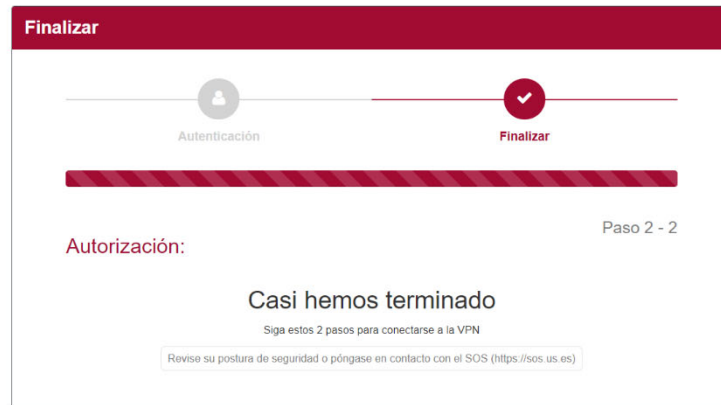 Finalizar
Autenticación
Finalizar
Paso 2 - 2
Autorización:
Casi hemos terminado
Siga estos 2 pasos para conectarse a la VPN
Revise su postura de seguridad o póngase en contacto con el SOS (https://sos.us.es)